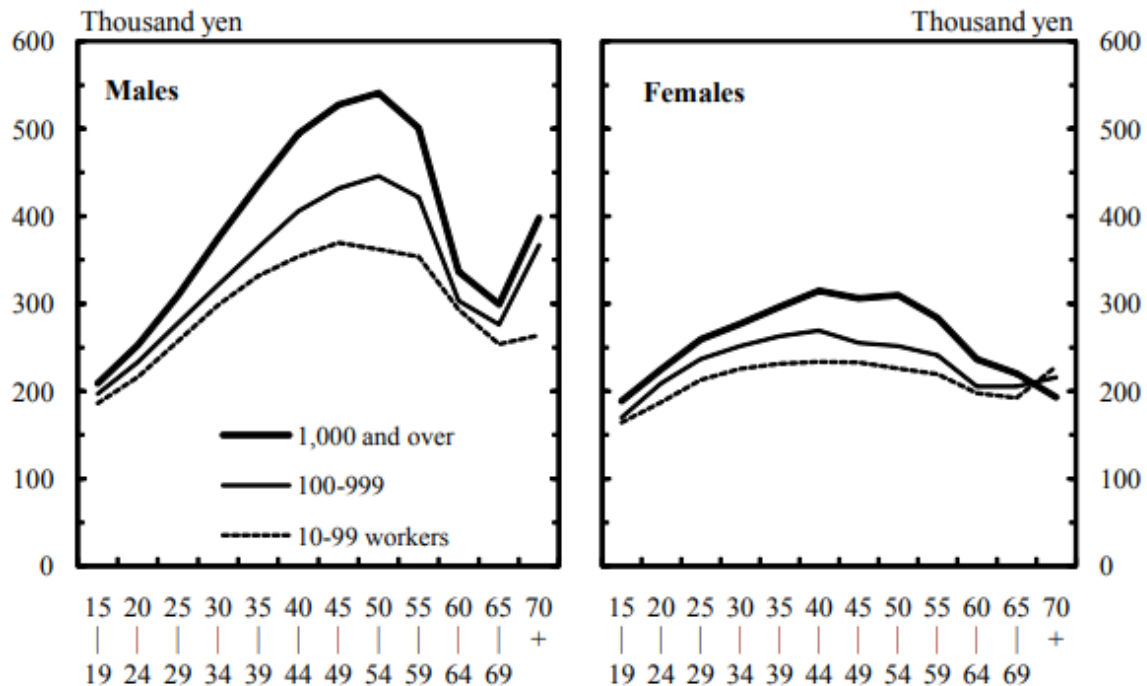 Thousand yen
Thousand yen
600
500
400
300
200
100
0
Males
1,000 and over
100-999
10-99 workers
15 20 25 30 35 40 45 50 55 60 65 70
| | | | | | | | | | | +
19 24 29 34 39 44 49 54 59 64 69
Females
600
500
400
300
200
100
0
15 20 25 30 35 40 45 50 55 60 65 70
| | | | | | | | | | | +
19 24 29 34 39 44 49 54 59 64 69